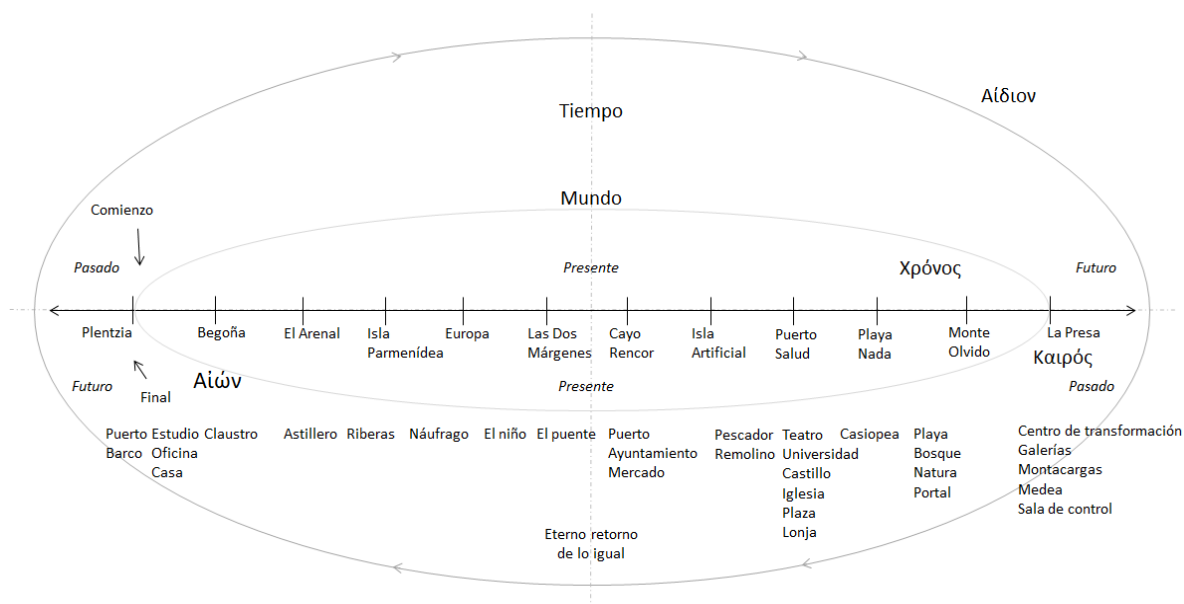 Αίδιον
Tiempo
Mundo
Comienzo
Pasado
Presente
Χρόνος
Futuro
Plentzia
Begoña
El Arenal
Isla
Parmenídea
Europa
Las Dos
Márgenes
Cayo
Rencor
Isla
Artificial
Puerto
Salud
Playa
Nada
Monte
Olvido
La Presa
Καιρός
Futuro
Final
Αἰών
Presente
Pasado
Puerto
Barco
Estudio
Oficina
Casa
Claustro
Astillero
Riberas
Náufrago
El niño
El puente
Puerto
Ayuntamiento
Mercado
Pescador
Remolino
Teatro
Universidad
Castillo
Iglesia
Plaza
Lonja
Casiopea
Playa
Bosque
Natura
Portal
Centro de transformación
Galerías
Montacargas
Medea
Sala de control
Eterno retorno
de lo igual